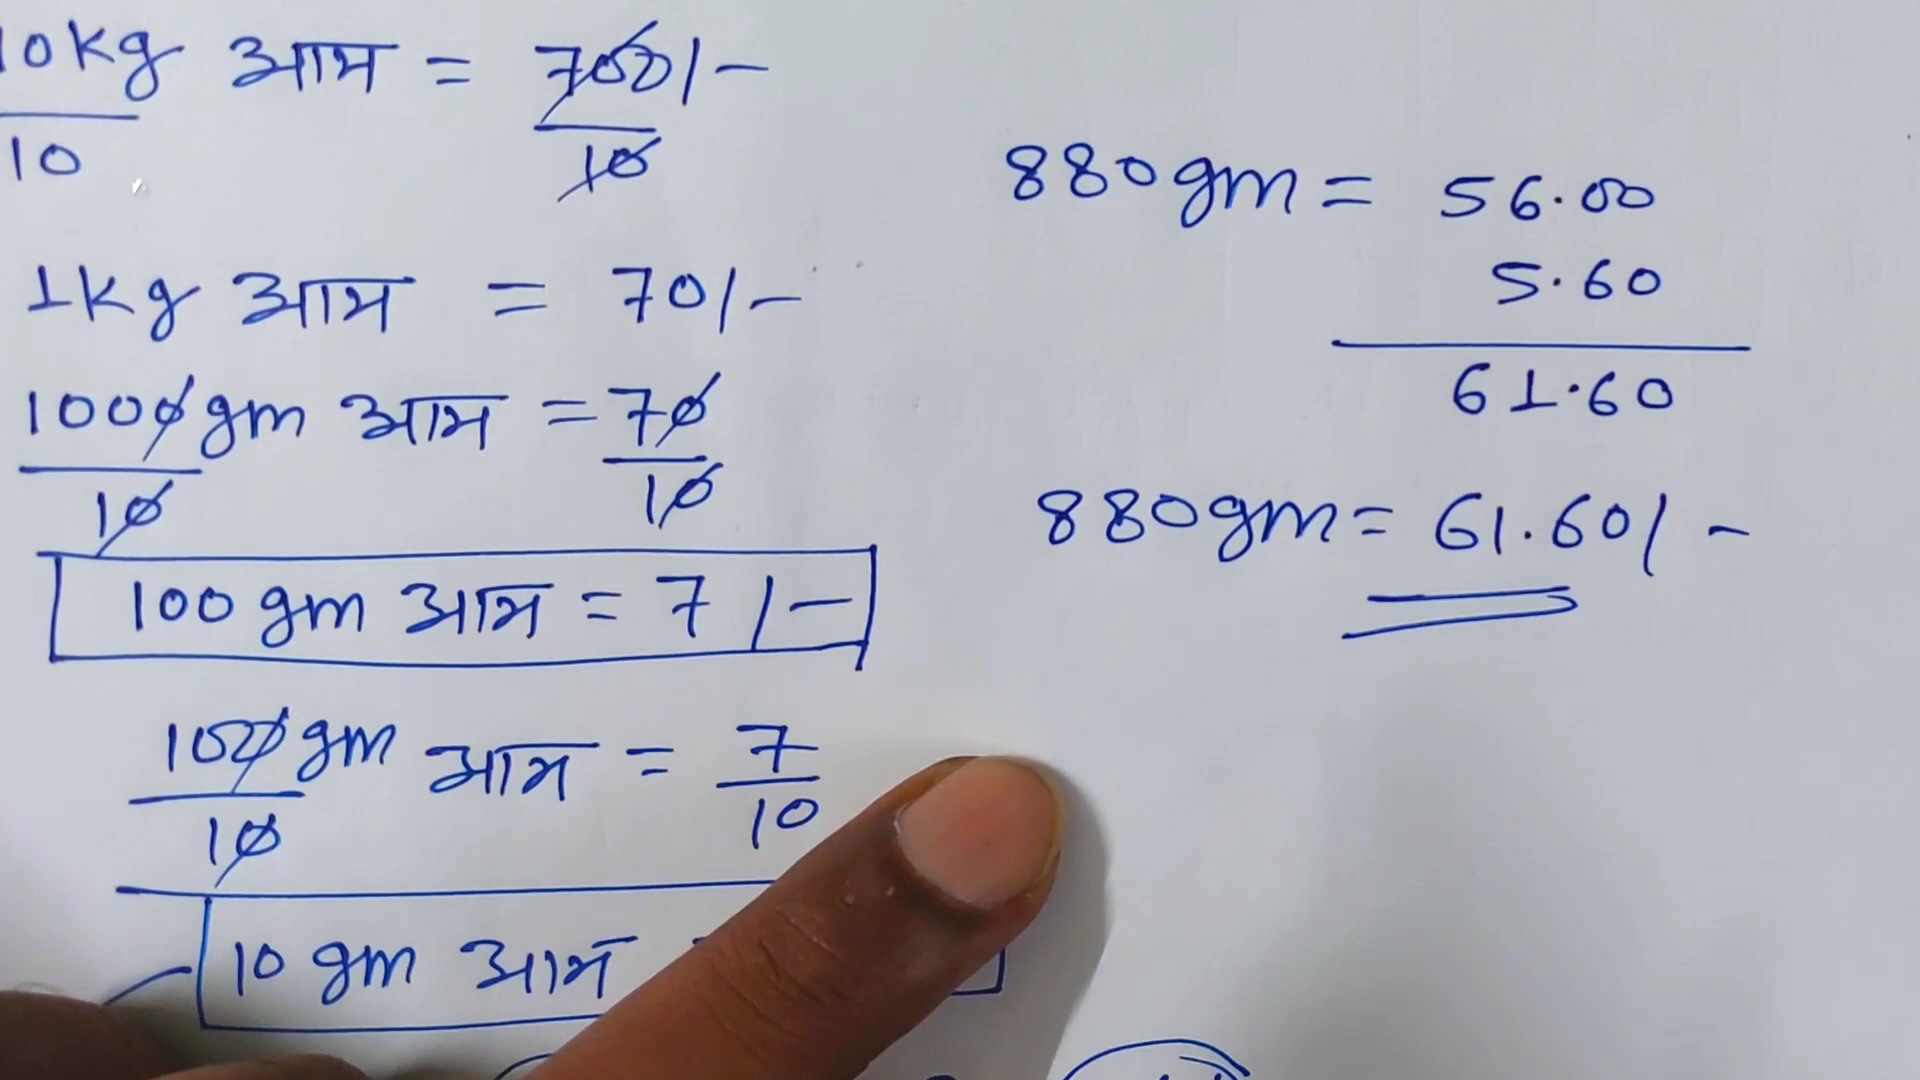 10kg आम = 700/-
10 10
1kg आम = 70/-
1000gm आम = 70
10 10
100 gm आम = 7/-
100gm आम = 7
10 10
10 gm आम
880gm = 56.00
5.60
61.60
880gm = 61.60/-